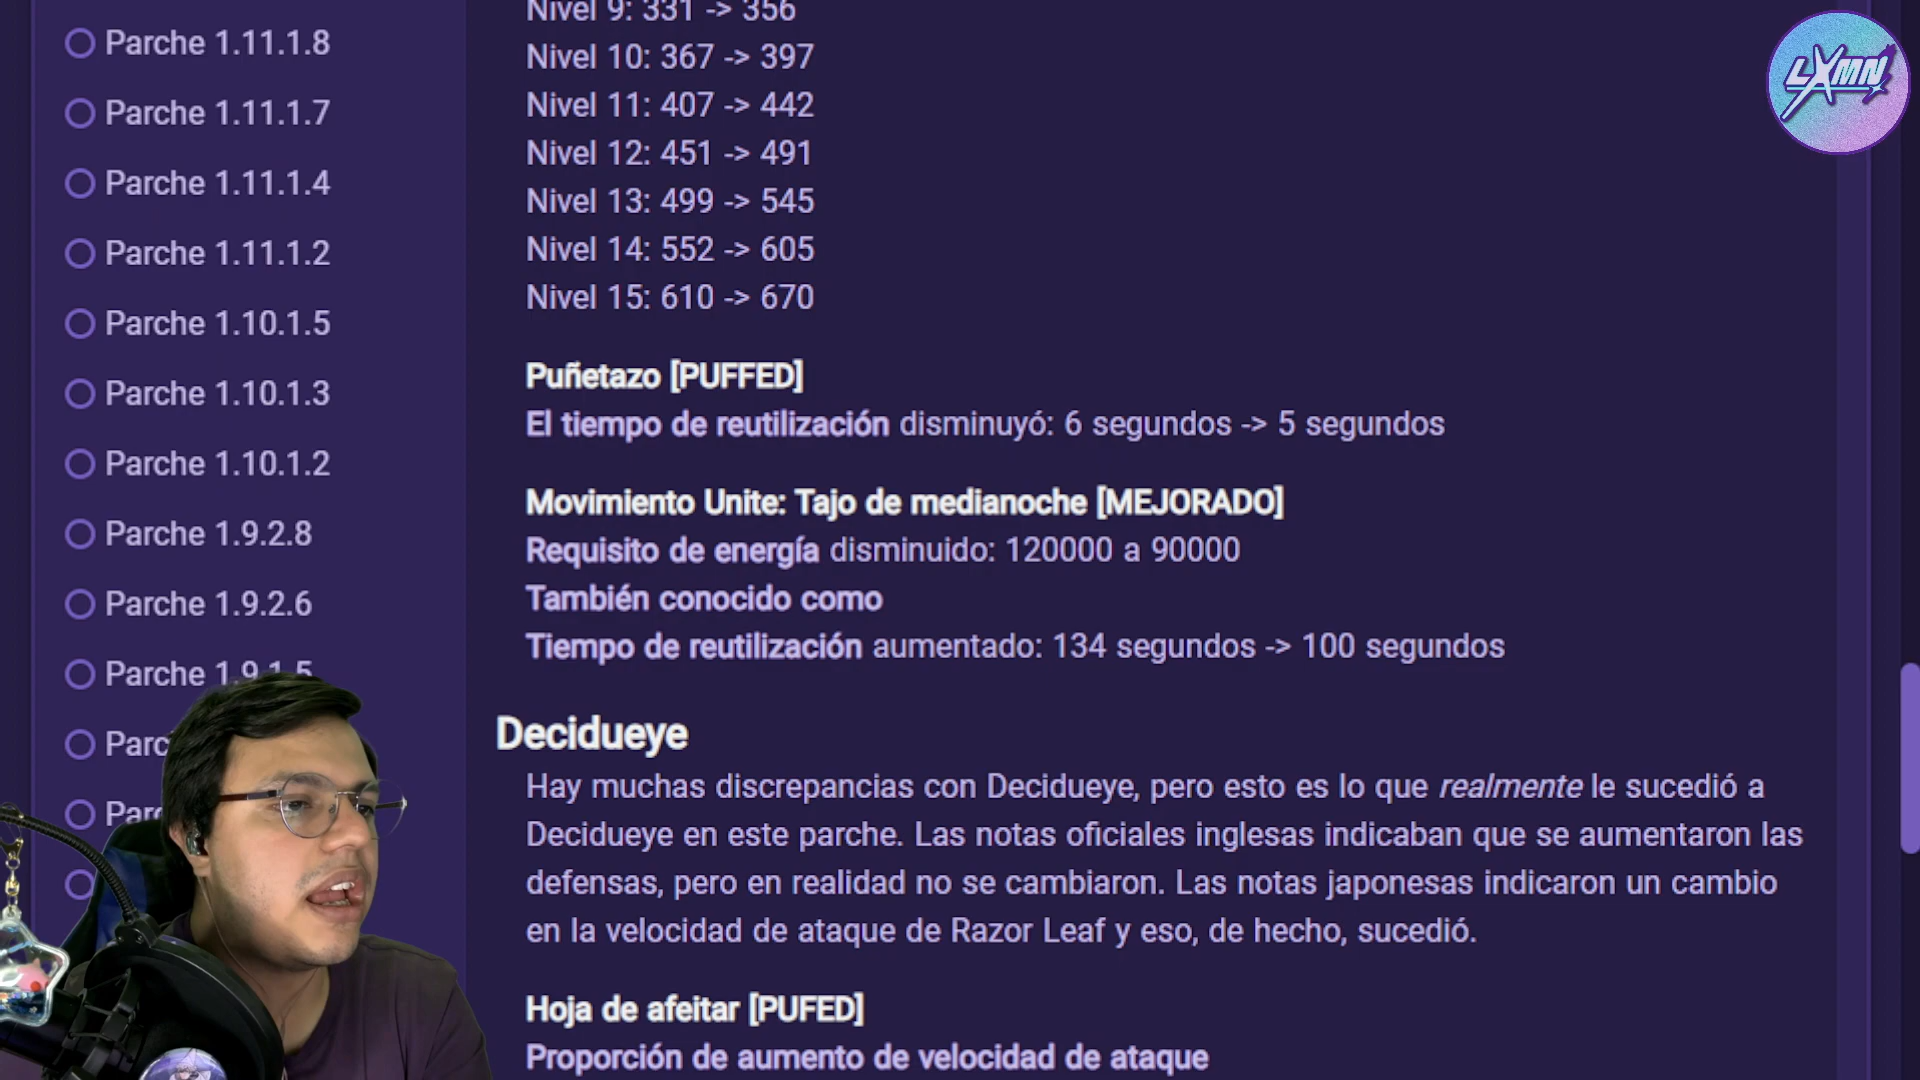 Parche 1.11.1.8
Parche 1.11.1.7
Parche 1.11.1.4
Parche 1.11.1.2
Parche 1.10.1.5
Parche 1.10.1.3
Parche 1.10.1.2
Parche 1.9.2.8
Parche 1.9.2.6
Parche 1.9.1.5
Nivel 9: 331 -> 356
Nivel 10: 367 -> 397
Nivel 11: 407 -> 442
Nivel 12: 451 -> 491
Nivel 13: 499 -> 545
Nivel 14: 552 -> 605
Nivel 15: 610 -> 670
Puñetazo [PUFFED]
El tiempo de reutilización disminuyó: 6 segundos -> 5 segundos
Movimiento Unite: Tajo de medianoche [MEJORADO]
Requisito de energía disminuido: 120000 a 90000
También conocido como
Tiempo de reutilización aumentado: 134 segundos -> 100 segundos
Decidueye
Hay muchas discrepancias con Decidueye, pero esto es lo que realmente le sucedió a
Decidueye en este parche. Las notas oficiales inglesas indicaban que se aumentaron las
defensas, pero en realidad no se cambiaron. Las notas japonesas indicaron un cambio
en la velocidad de ataque de Razor Leaf y eso, de hecho, sucedió.
Hoja de afeitar [PUFED]
Proporción de aumento de velocidad de ataque
LXMN